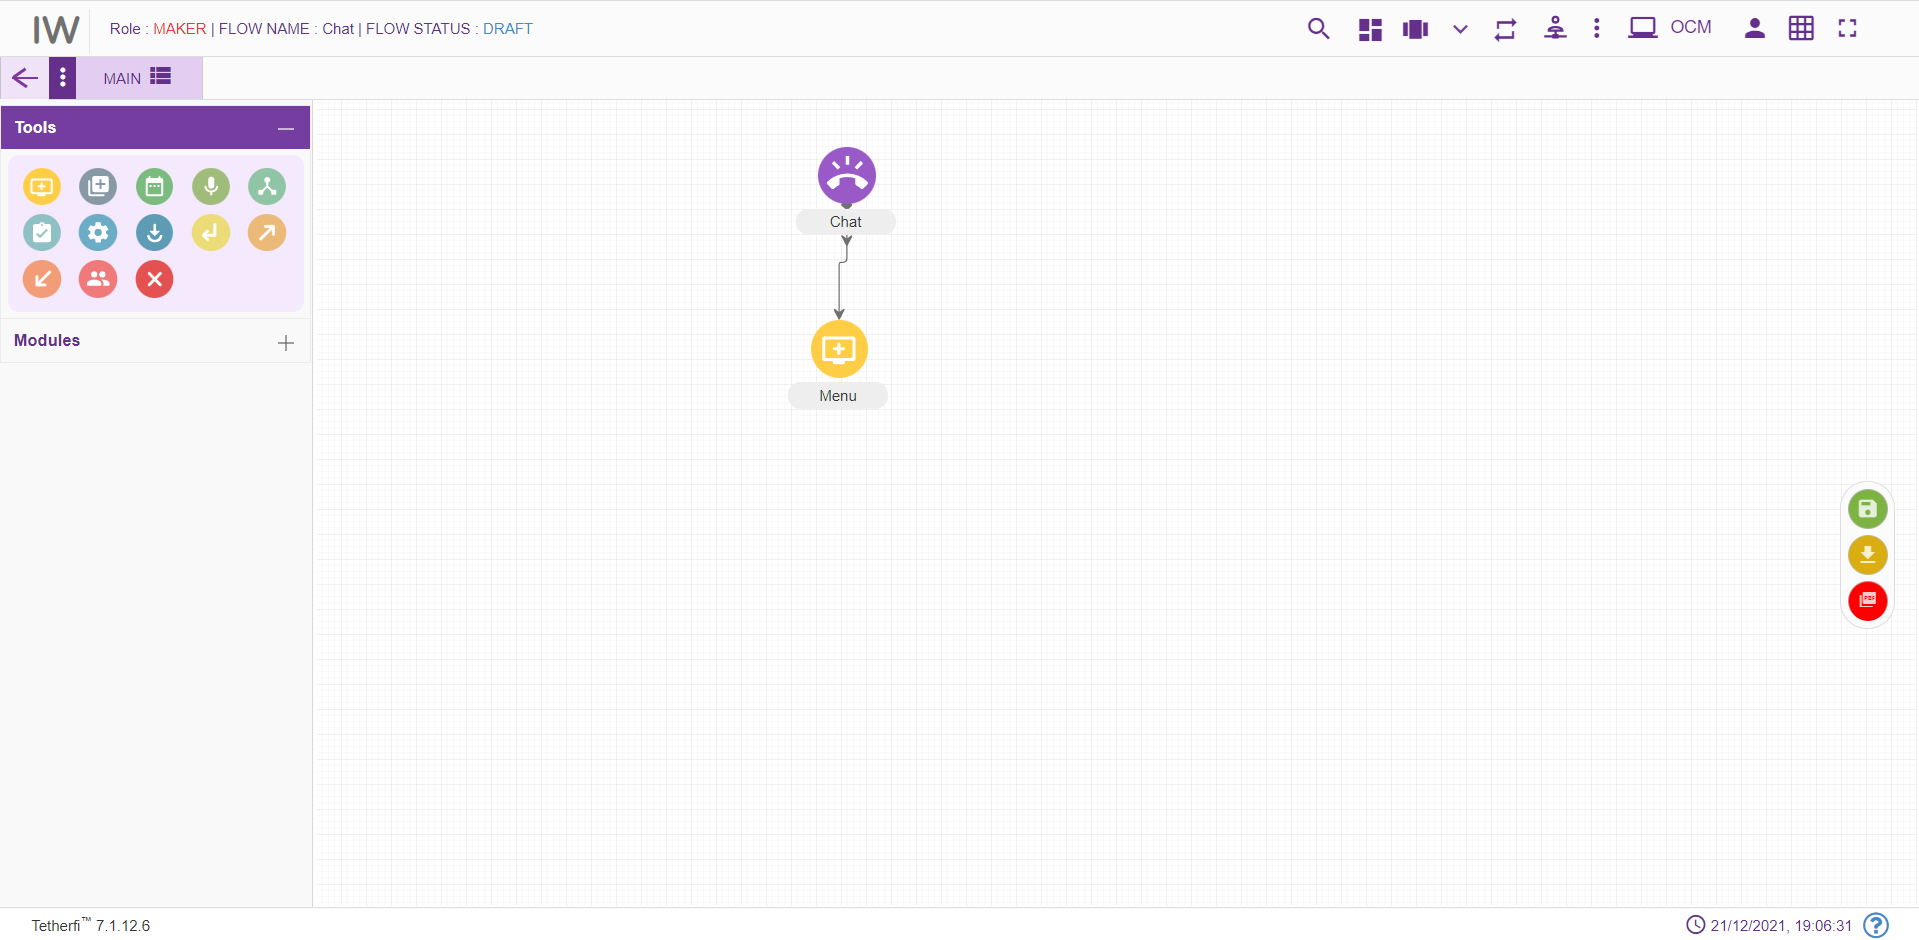 IW
Role : MAKER | FLOW NAME : Chat | FLOW STATUS : DRAFT
OCM
MAIN
Tools
Modules
Chat
Menu
PDF
Tetherfi™ 7.1.12.6
21/12/2021, 19:06:31
?